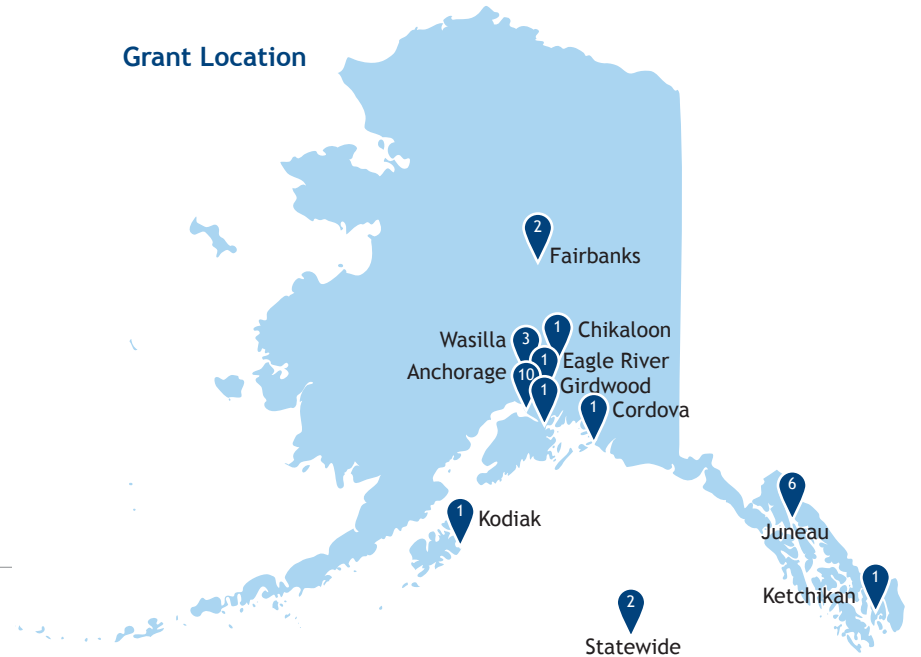 Grant Location
2
Fairbanks
1
Chikaloon
Wasilla
3
1
Eagle River
Anchorage
10
1
Girdwood
1
Cordova
6
Juneau
1
Kodiak
1
Ketchikan
2
Statewide